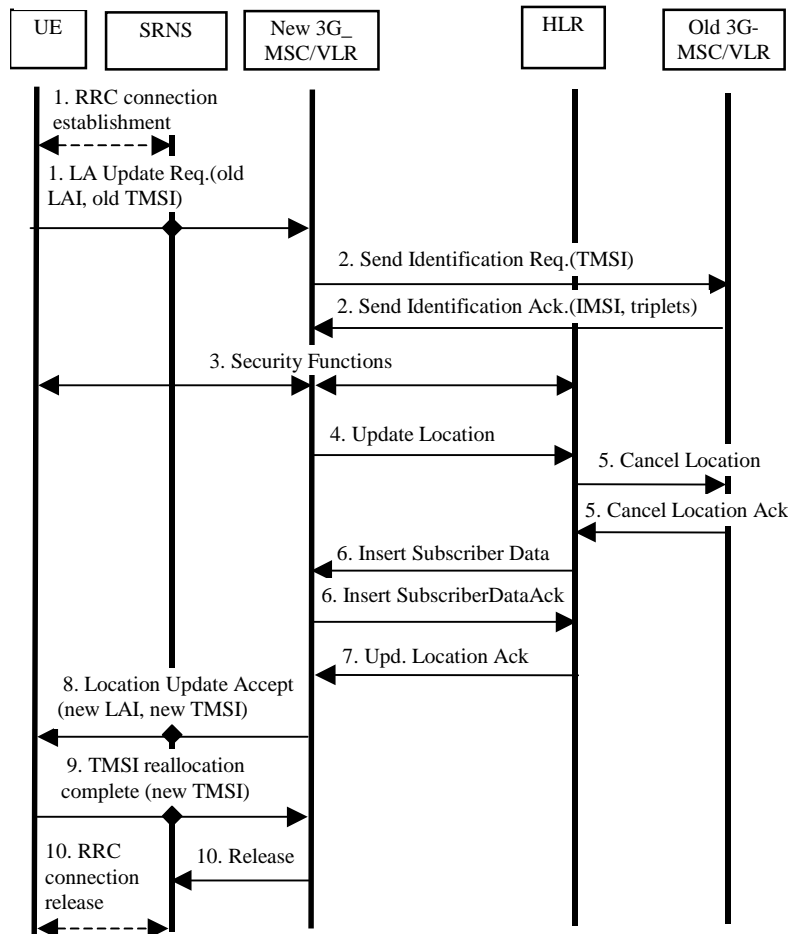 UE
SRNS
New 3G_
MSC/VLR
HLR
Old 3G-
MSC/VLR
1. RRC connection
establishment
1. LA Update Req.(old
LAI, old TMSI)
2. Send Identification Req.(TMSI)
2. Send Identification Ack.(IMSI, triplets)
3. Security Functions
4. Update Location
5. Cancel Location
5. Cancel Location Ack
6. Insert Subscriber Data
6. Insert SubscriberDataAck
7. Upd. Location Ack
8. Location Update Accept
(new LAI, new TMSI)
9. TMSI reallocation
complete (new TMSI)
10. RRC
connection
release
10. Release